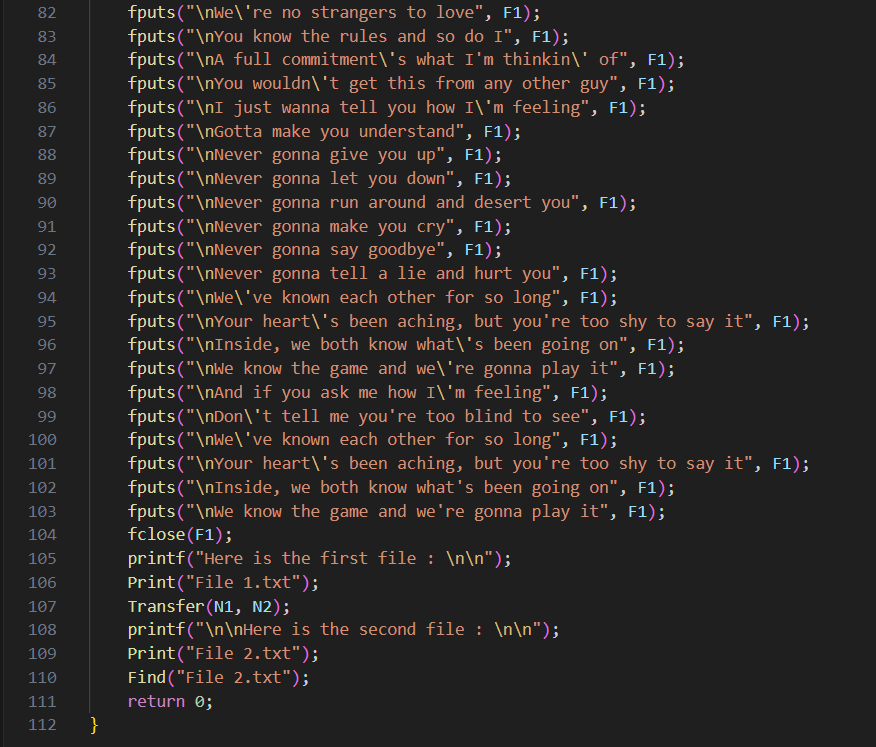 82 fputs("\nWe\'re no strangers to love", F1);
83 fputs("\nYou know the rules and so do I", F1);
84 fputs("\nA full commitment\'s what I'm thinkin\' of", F1);
85 fputs("\nYou wouldn\'t get this from any other guy", F1);
86 fputs("\nI just wanna tell you how I\'m feeling", F1);
87 fputs("\nGotta make you understand", F1);
88 fputs("\nNever gonna give you up", F1);
89 fputs("\nNever gonna let you down", F1);
90 fputs("\nNever gonna run around and desert you", F1);
91 fputs("\nNever gonna make you cry", F1);
92 fputs("\nNever gonna say goodbye", F1);
93 fputs("\nNever gonna tell a lie and hurt you", F1);
94 fputs("\nWe\'ve known each other for so long", F1);
95 fputs("\nYour heart\'s been aching, but you're too shy to say it", F1);
96 fputs("\nInside, we both know what\'s been going on", F1);
97 fputs("\nWe know the game and we\'re gonna play it", F1);
98 fputs("\nAnd if you ask me how I\'m feeling", F1);
99 fputs("\nDon\'t tell me you're too blind to see", F1);
100 fputs("\nWe\'ve known each other for so long", F1);
101 fputs("\nYour heart\'s been aching, but you're too shy to say it", F1);
102 fputs("\nInside, we both know what's been going on", F1);
103 fputs("\nWe know the game and we're gonna play it", F1);
104 fclose(F1);
105 printf("Here is the first file : \n\n");
106 Print("File 1.txt");
107 Transfer(N1, N2);
108 printf("\n\nHere is the second file : \n\n");
109 Print("File 2.txt");
110 Find("File 2.txt");
111 return 0;
112 }